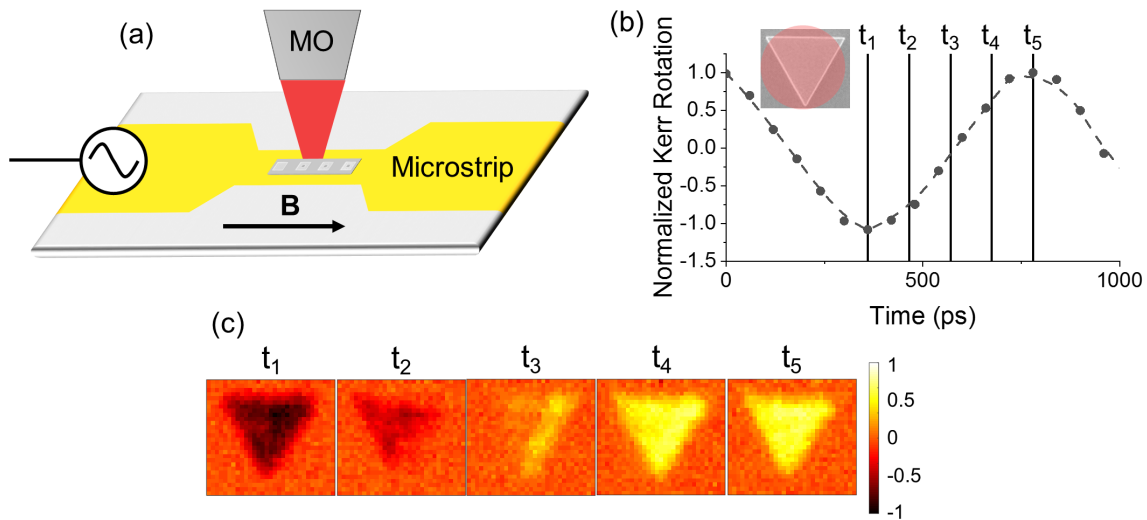 (a)
MO
Microstrip
B
(b)
t₁ t₂ t₃ t₄ t₅
Normalized Kerr Rotation
1.0
0.5
0.0
-0.5
-1.0
-1.5
0 500 1000
Time (ps)
(c)
t₁ t₂ t₃ t₄ t₅
1
0.5
0
-0.5
-1